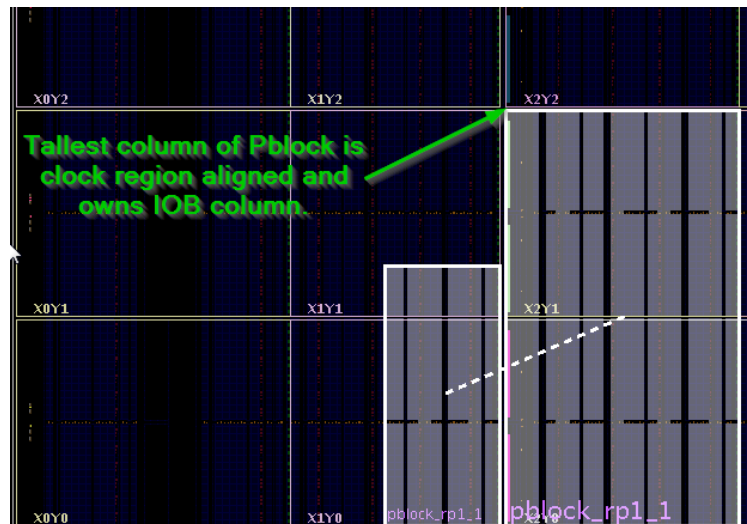 X0Y2
X1Y2
X2Y2
Tallest column of Pblock is
clock region aligned and
owns IOB column.
X0Y1
X1Y1
X2Y1
X0Y0
X1Y0
pblock_rp1_1
X2Y0
pblock_rp1_1